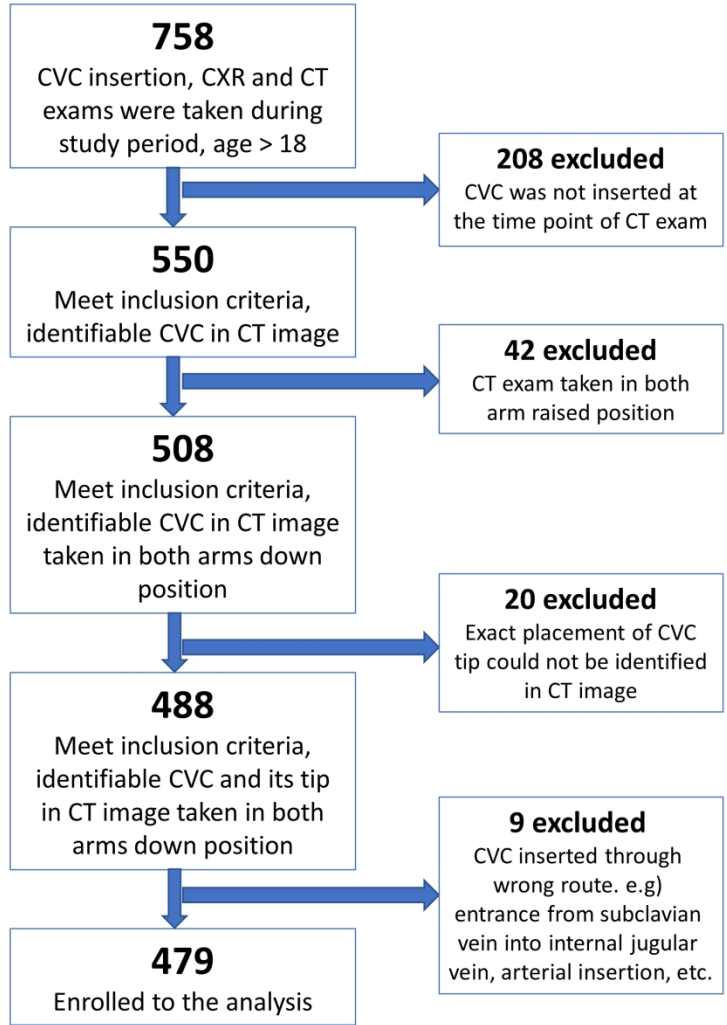 758
CVC insertion, CXR and CT
exams were taken during
study period, age > 18
208 excluded
CVC was not inserted at
the time point of CT exam
550
Meet inclusion criteria,
identifiable CVC in CT image
42 excluded
CT exam taken in both
arm raised position
508
Meet inclusion criteria,
identifiable CVC in CT image
taken in both arms down
position
20 excluded
Exact placement of CVC
tip could not be identified
in CT image
488
Meet inclusion criteria,
identifiable CVC and its tip
in CT image taken in both
arms down position
9 excluded
CVC inserted through
wrong route. e.g)
entrance from subclavian
vein into internal jugular
vein, arterial insertion, etc.
479
Enrolled to the analysis